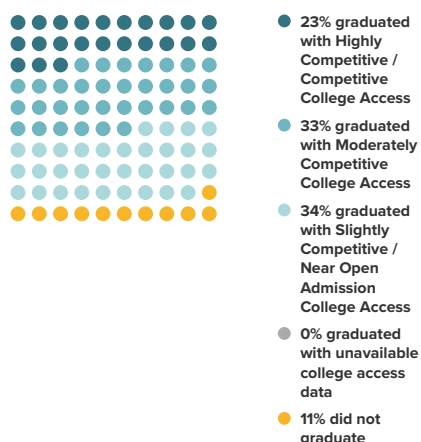 23% graduated
with Highly
Competitive /
Competitive
College Access
33% graduated
with Moderately
Competitive
College Access
34% graduated
with Slightly
Competitive /
Near Open
Admission
College Access
0% graduated
with unavailable
college access
data
11% did not
graduate